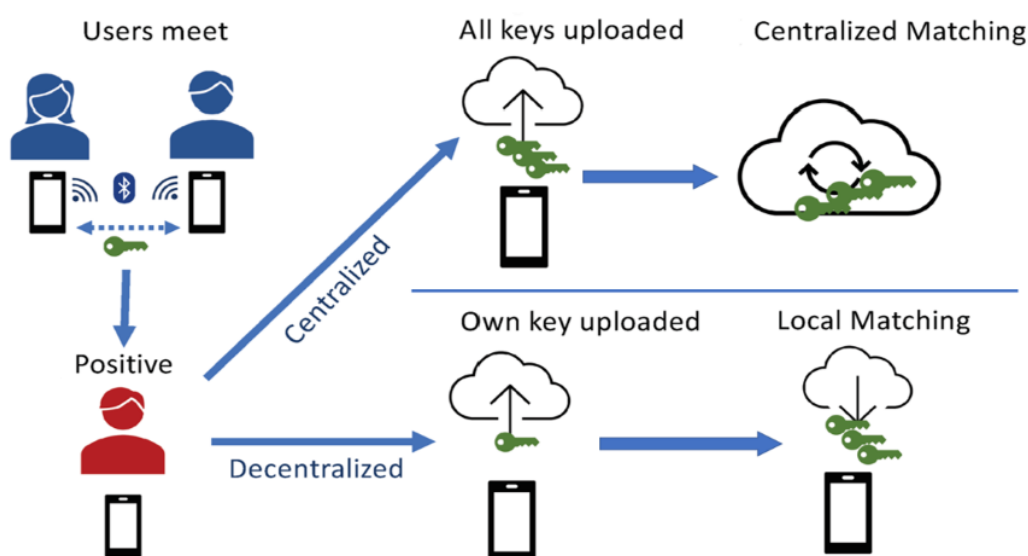 Users meet
All keys uploaded
Centralized Matching
Centralized
Own key uploaded
Local Matching
Positive
Decentralized